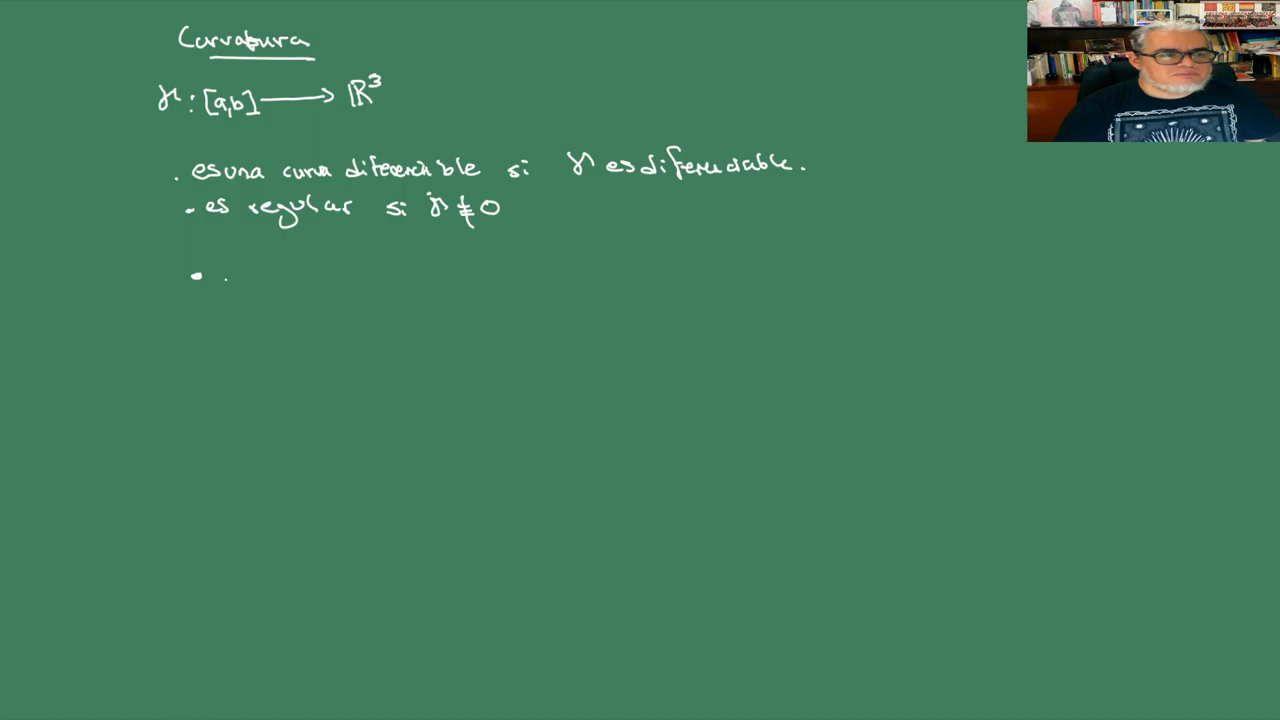 Curvatura
γ : [a,b] ⟶ ℝ³
. es una curva diferenciable si γ es diferenciable.
. es regular si γ̇ ≠ 0
•